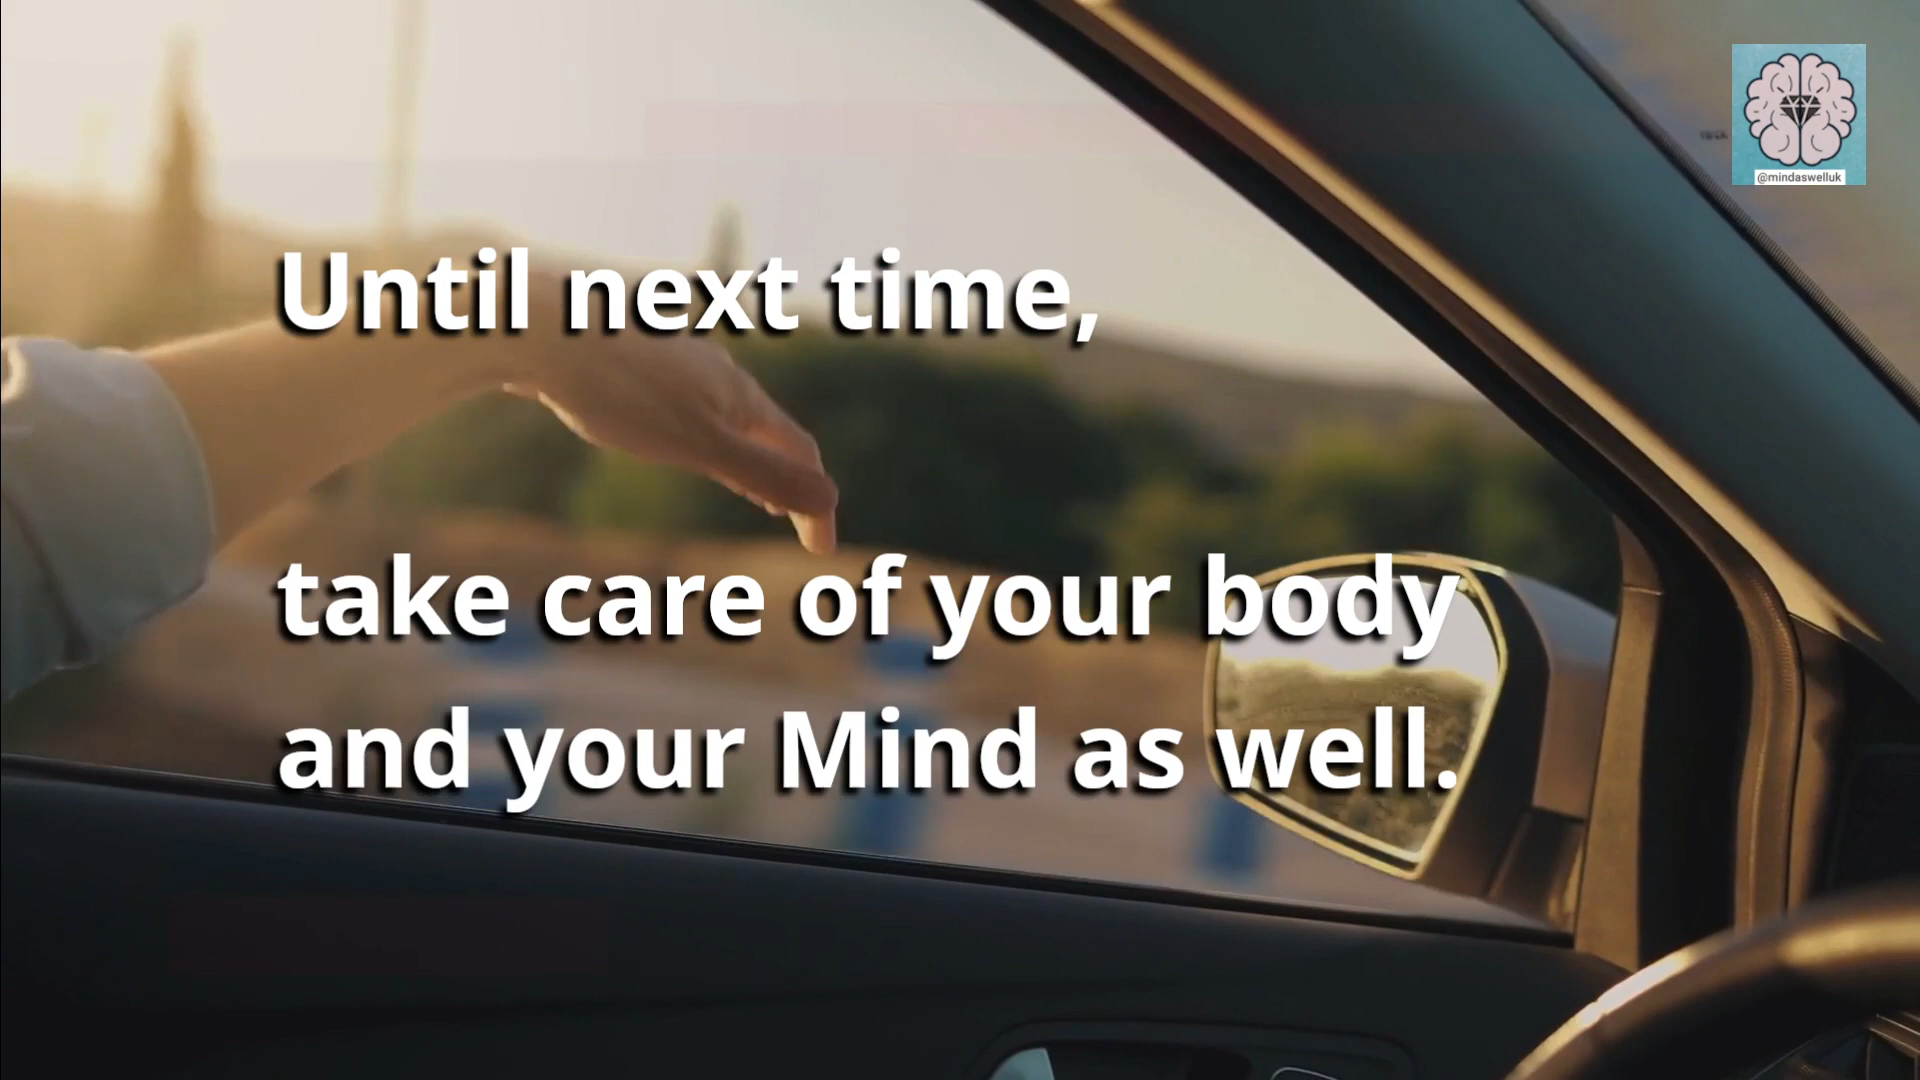 @mindaswelluk
Until next time,
take care of your body
and your Mind as well.